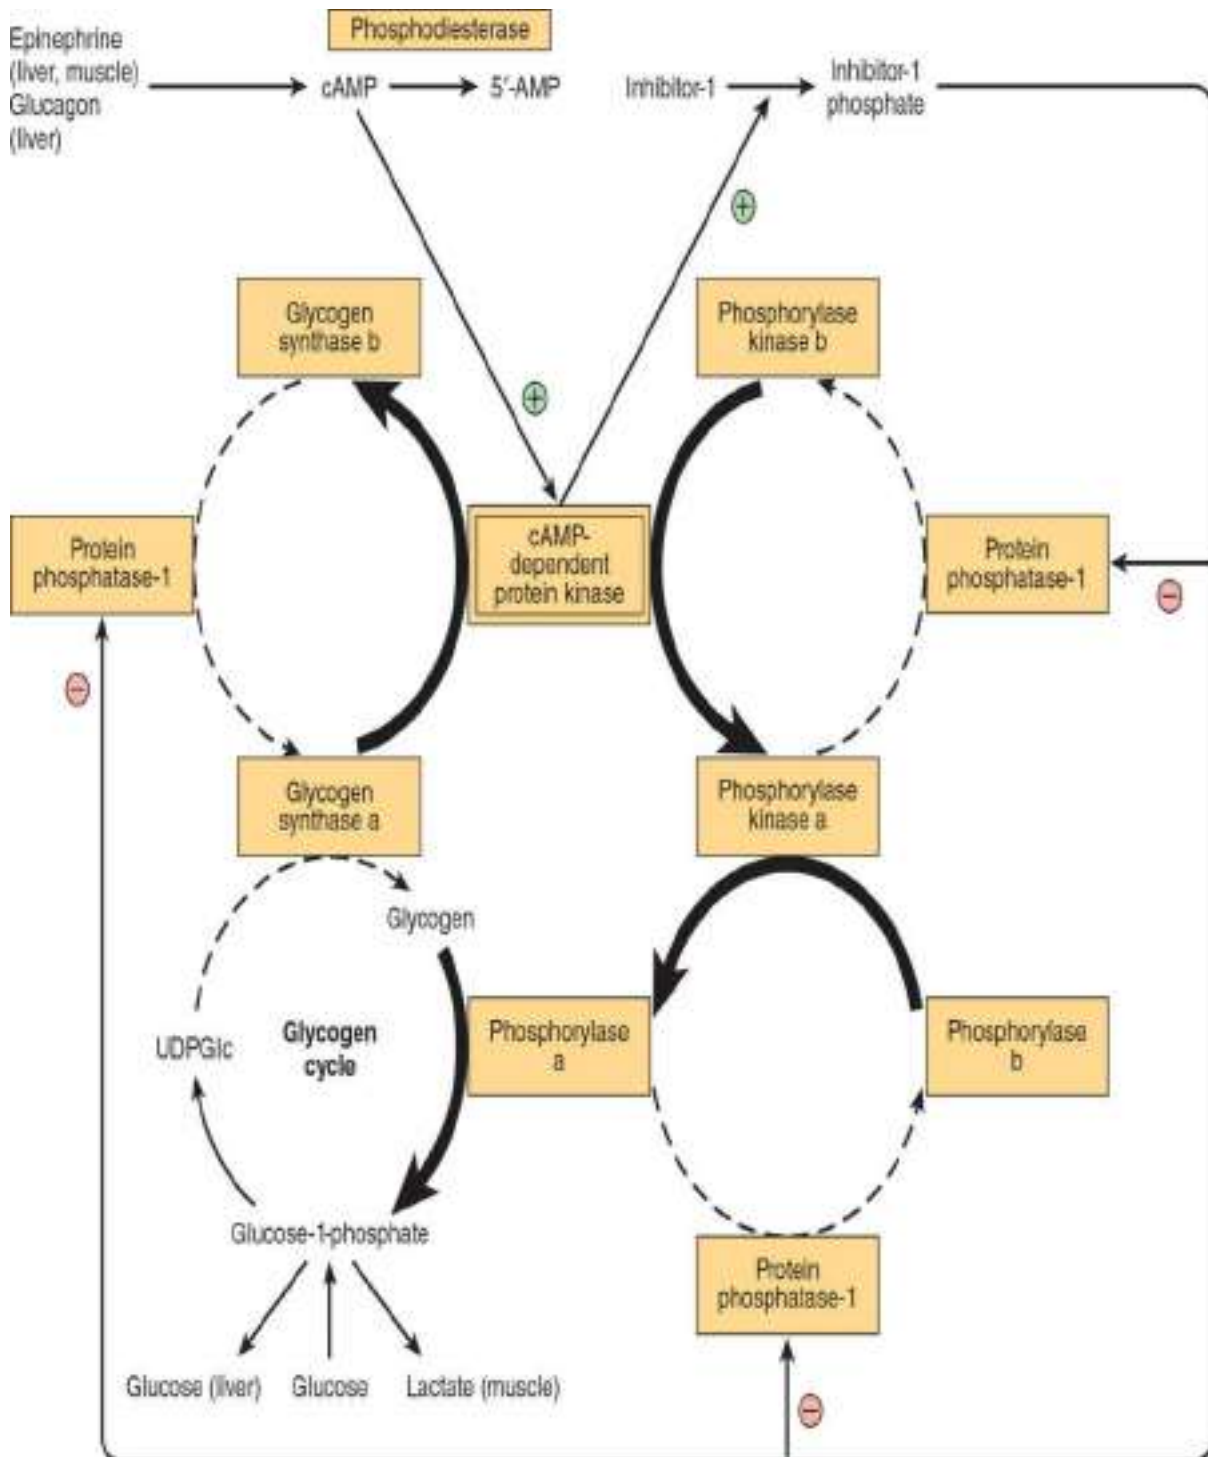 Phosphodiesterase
Epinephrine
(liver, muscle)
Glucagon
(liver)
cAMP
5′-AMP
Inhibitor-1
Inhibitor-1
phosphate
+
Glycogen
synthase b
Phosphorylase
kinase b
+
Protein
phosphatase-1
cAMP-
dependent
protein kinase
Protein
phosphatase-1
−
−
Glycogen
synthase a
Phosphorylase
kinase a
Glycogen
UDPGlc
Glycogen
cycle
Phosphorylase
a
Phosphorylase
b
Glucose-1-phosphate
Protein
phosphatase-1
Glucose (liver)
Glucose
Lactate (muscle)
−